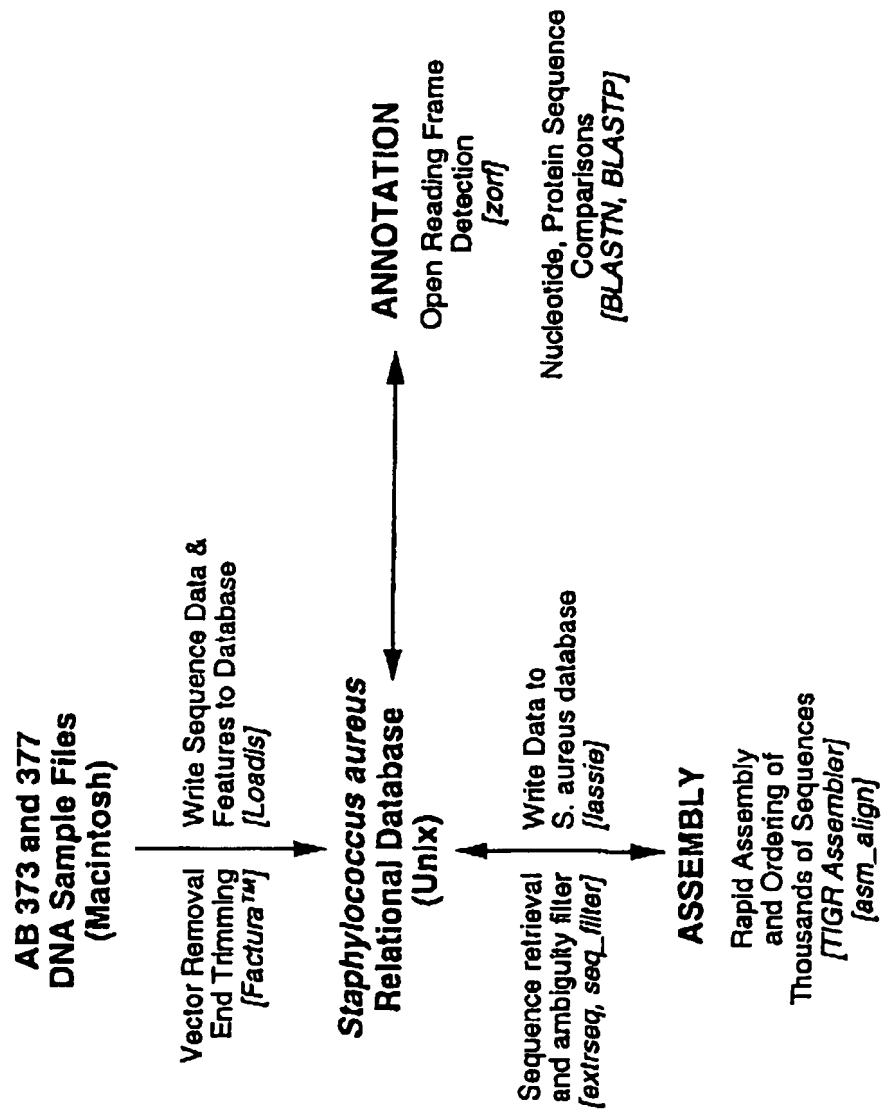 AB 373 and 377
DNA Sample Files
(Macintosh)
Vector Removal
End Trimming
[Factura™]
Write Sequence Data &
Features to Database
[Loadis]
Staphylococcus aureus
Relational Database
(Unix)
Sequence retrieval
and ambiguity filter
[extrseq, seq_filter]
Write Data to
S. aureus database
[lassie]
ASSEMBLY
Rapid Assembly
and Ordering of
Thousands of Sequences
[TIGR Assembler]
[asm_align]
ANNOTATION
Open Reading Frame
Detection
[zorf]
Nucleotide, Protein Sequence
Comparisons
[BLASTN, BLASTP]